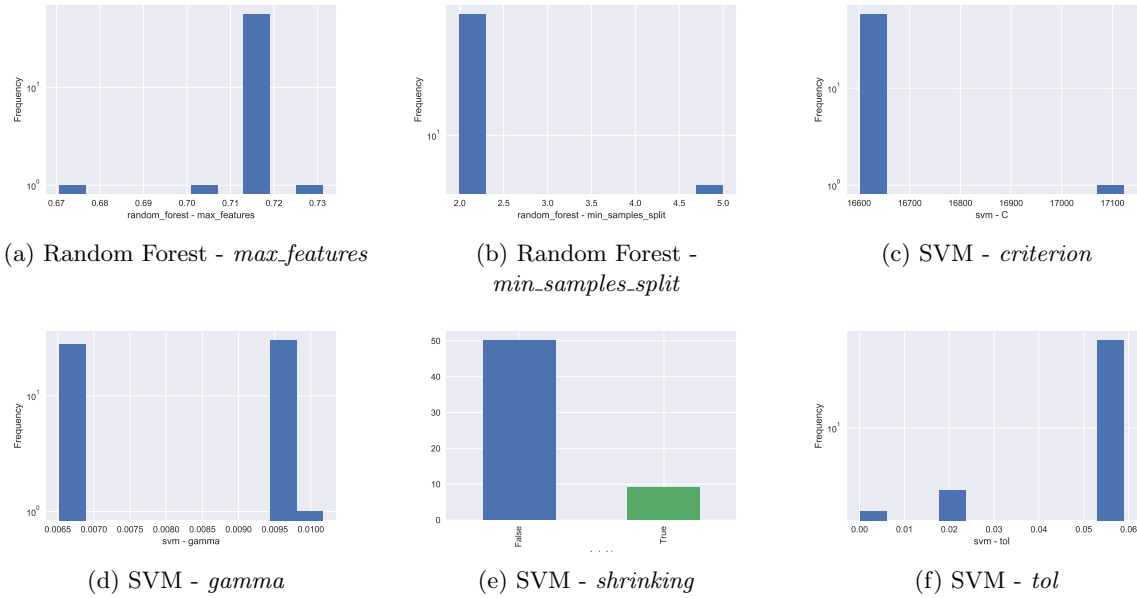 Frequency
10^1
10^0
0.67 0.68 0.69 0.70 0.71 0.72 0.73
random_forest - max_features
(a) Random Forest - max_features
Frequency
10^1
2.0 2.5 3.0 3.5 4.0 4.5 5.0
random_forest - min_samples_split
(b) Random Forest -
min_samples_split
Frequency
10^1
10^0
16600 16700 16800 16900 17000 17100
svm - C
(c) SVM - criterion
Frequency
10^1
10^0
0.0065 0.0070 0.0075 0.0080 0.0085 0.0090 0.0095 0.0100
svm - gamma
(d) SVM - gamma
50
40
30
20
10
0
False
True
(e) SVM - shrinking
Frequency
10^1
0.00 0.01 0.02 0.03 0.04 0.05 0.06
svm - tol
(f) SVM - tol